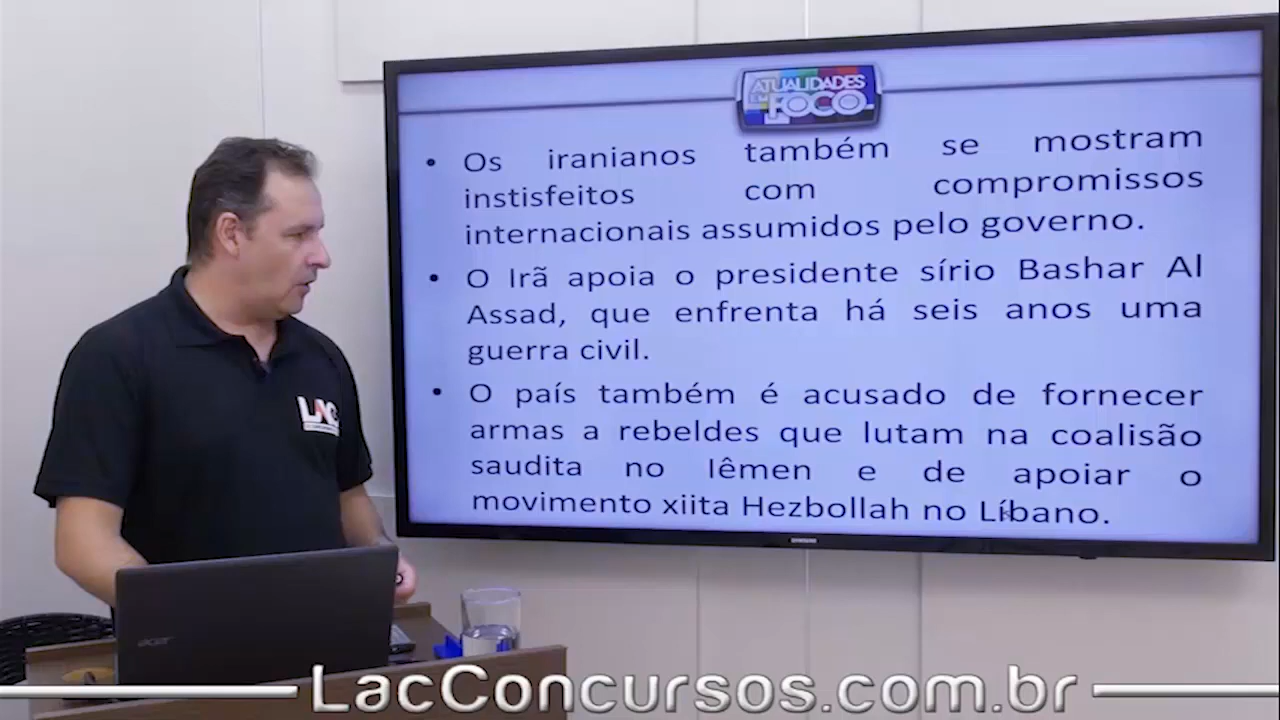 ATUALIDADES
EM FOCO
• Os iranianos também se mostram
instisfeitos com compromissos
internacionais assumidos pelo governo.
• O Irã apoia o presidente sírio Bashar Al
Assad, que enfrenta há seis anos uma
guerra civil.
• O país também é acusado de fornecer
armas a rebeldes que lutam na coalisão
saudita no Iêmen e de apoiar o
movimento xiita Hezbollah no Líbano.
SAMSUNG
LAC
acer
LacConcursos.com.br